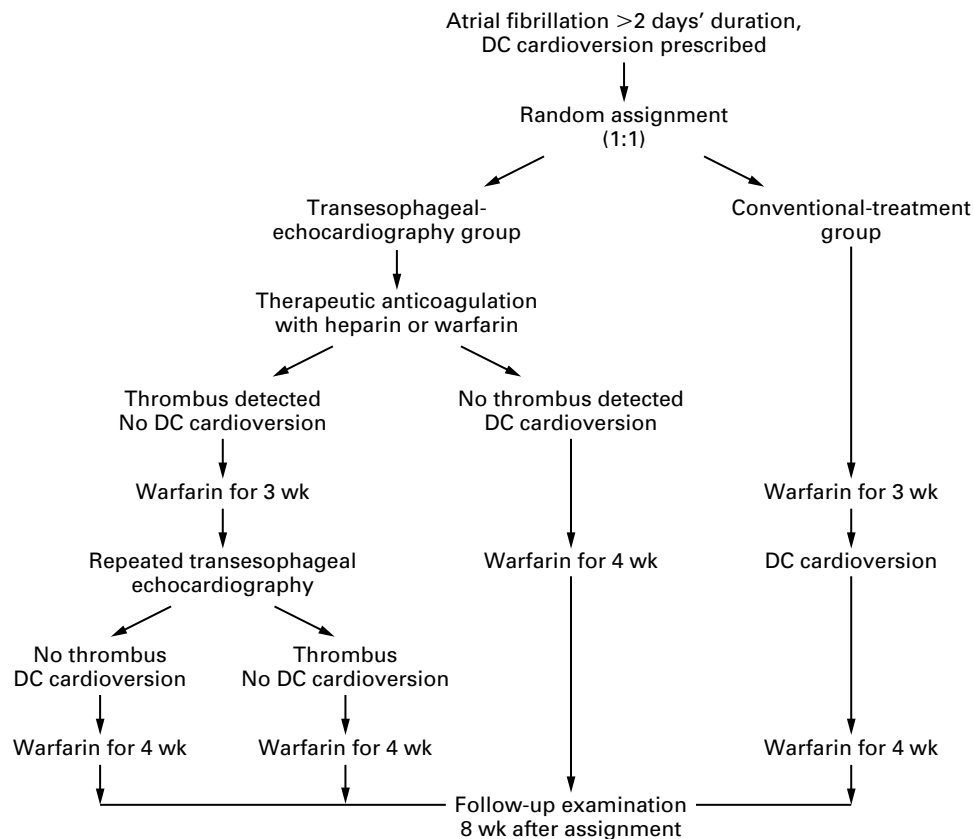 Atrial fibrillation >2 days’ duration,
DC cardioversion prescribed
Random assignment
(1:1)
Transesophageal-
echocardiography group
Conventional-treatment
group
Therapeutic anticoagulation
with heparin or warfarin
Thrombus detected
No DC cardioversion
No thrombus detected
DC cardioversion
Warfarin for 3 wk
Warfarin for 3 wk
Repeated transesophageal
echocardiography
Warfarin for 4 wk
DC cardioversion
No thrombus
DC cardioversion
Thrombus
No DC cardioversion
Warfarin for 4 wk
Warfarin for 4 wk
Warfarin for 4 wk
Follow-up examination
8 wk after assignment